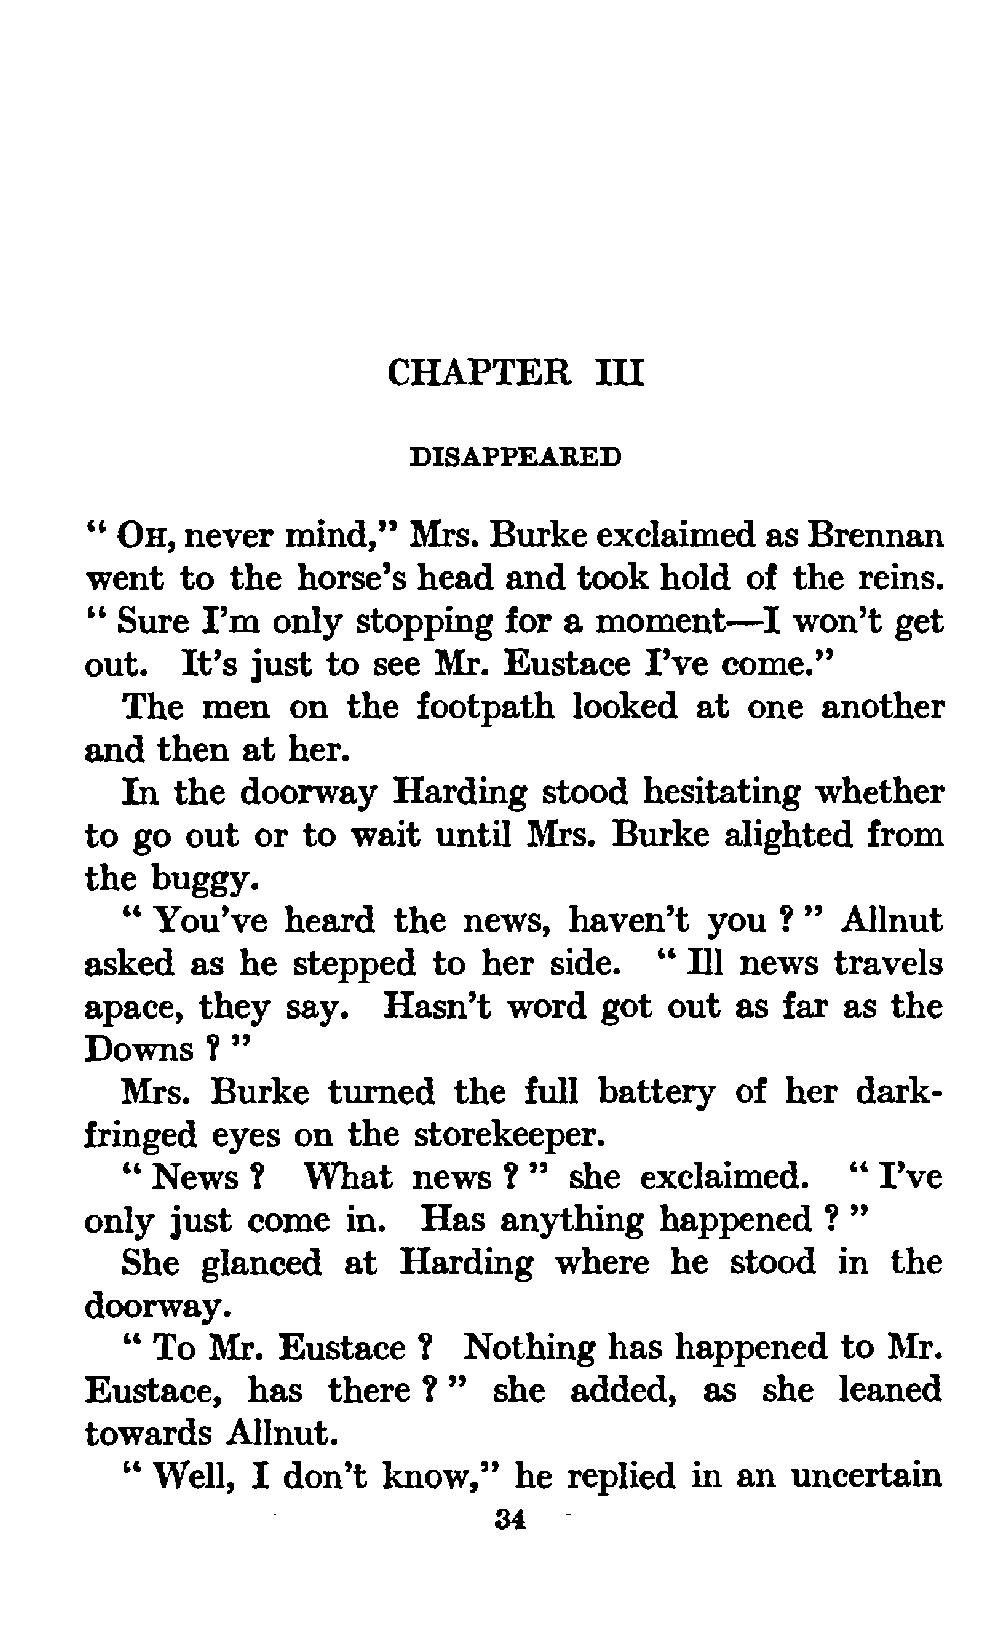 CHAPTER III
DISAPPEARED
“ OH, never mind,” Mrs. Burke exclaimed as Brennan
went to the horse’s head and took hold of the reins.
“ Sure I’m only stopping for a moment—I won’t get
out. It’s just to see Mr. Eustace I’ve come.”
The men on the footpath looked at one another
and then at her.
In the doorway Harding stood hesitating whether
to go out or to wait until Mrs. Burke alighted from
the buggy.
“ You’ve heard the news, haven’t you ? ” Allnut
asked as he stepped to her side. “ Ill news travels
apace, they say. Hasn’t word got out as far as the
Downs ? ”
Mrs. Burke turned the full battery of her dark-
fringed eyes on the storekeeper.
“ News ? What news ? ” she exclaimed. “ I’ve
only just come in. Has anything happened ? ”
She glanced at Harding where he stood in the
doorway.
“ To Mr. Eustace ? Nothing has happened to Mr.
Eustace, has there ? ” she added, as she leaned
towards Allnut.
“ Well, I don’t know,” he replied in an uncertain
34